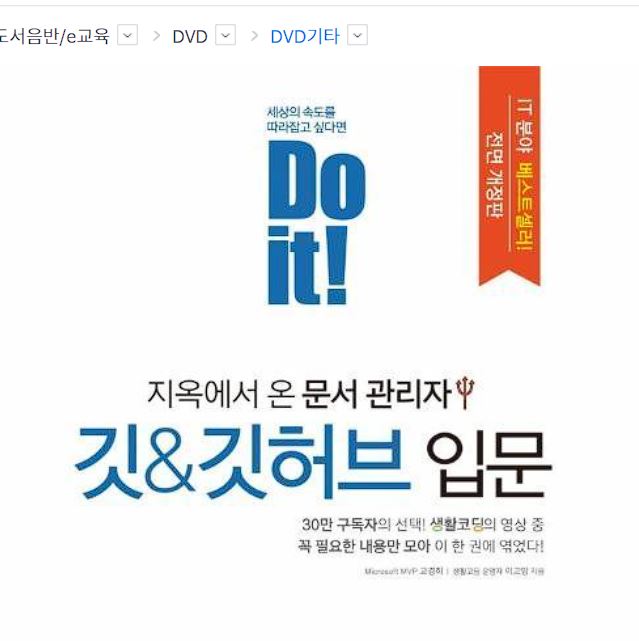 도서음반/e교육 DVD DVD기타
세상의 속도를
따라잡고 싶다면
Do
it!
IT 분야 베스트셀러!
전면 개정판
지옥에서 온 문서 관리자
깃&깃허브 입문
30만 구독자의 선택! 생활코딩의 영상 중
꼭 필요한 내용만 모아 이 한 권에 엮었다!
Microsoft MVP 고경희 | 생활코딩 운영자 이고잉 지음